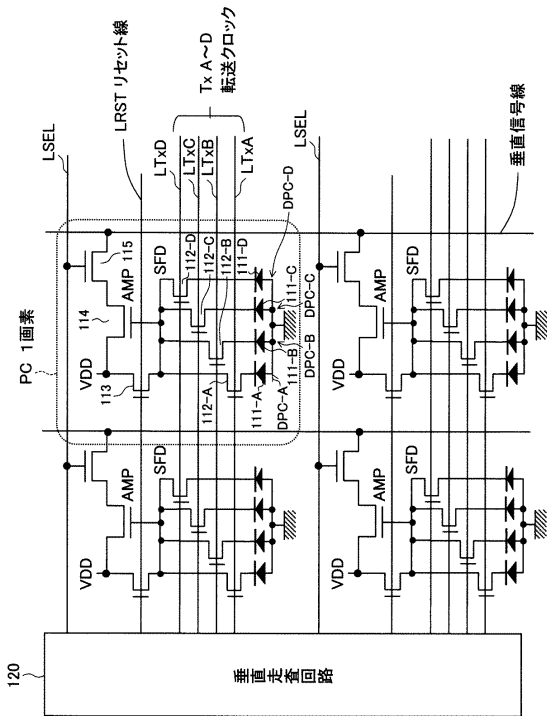 PC 1画素
LSEL
LRST リセット線
LTxD
LTxC
LTxB
LTxA
Tx A～D
転送クロック
VDD
113
114
AMP
115
SFD
112-D
112-C
112-B
112-A
111-D
111-C
111-B
111-A
DPC-D
DPC-C
DPC-B
DPC-A
LSEL
垂直信号線
VDD
AMP
SFD
VDD
AMP
SFD
VDD
AMP
SFD
120
垂直走査回路